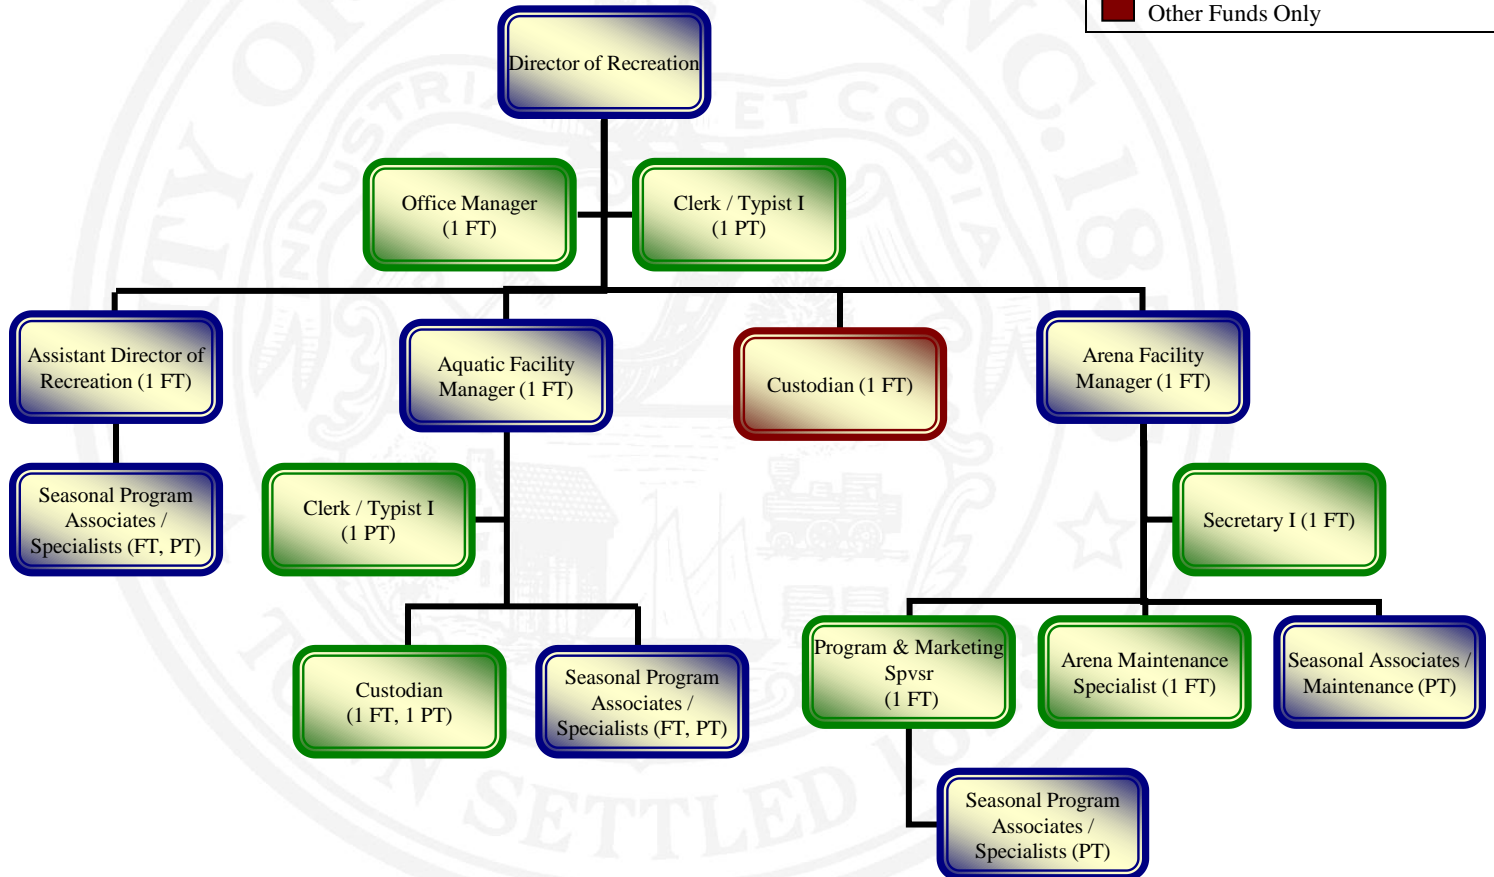 Other Funds Only
Director of Recreation
Office Manager
(1 FT)
Clerk / Typist I
(1 PT)
Assistant Director of
Recreation (1 FT)
Aquatic Facility
Manager (1 FT)
Custodian (1 FT)
Arena Facility
Manager (1 FT)
Seasonal Program
Associates /
Specialists (FT, PT)
Clerk / Typist I
(1 PT)
Secretary I (1 FT)
Custodian
(1 FT, 1 PT)
Seasonal Program
Associates /
Specialists (FT, PT)
Program & Marketing
Spvsr
(1 FT)
Arena Maintenance
Specialist (1 FT)
Seasonal Associates /
Maintenance (PT)
Seasonal Program
Associates /
Specialists (PT)
INDUSTRIA ET COPIA
SETTLED